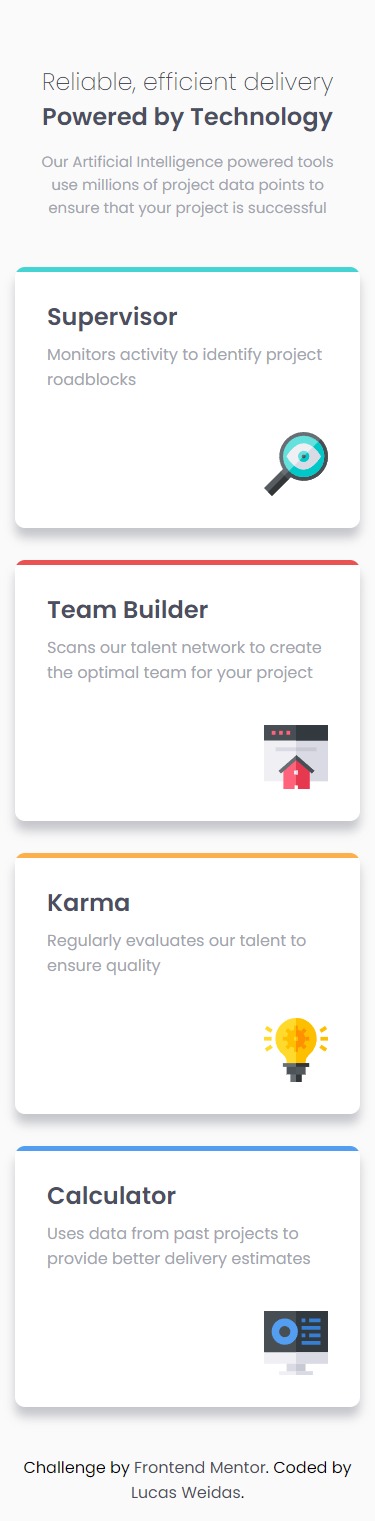 Reliable, efficient delivery
Powered by Technology
Our Artificial Intelligence powered tools
use millions of project data points to
ensure that your project is successful
Supervisor
Monitors activity to identify project
roadblocks
Team Builder
Scans our talent network to create
the optimal team for your project
Karma
Regularly evaluates our talent to
ensure quality
Calculator
Uses data from past projects to
provide better delivery estimates
Challenge by Frontend Mentor. Coded by
Lucas Weidas.